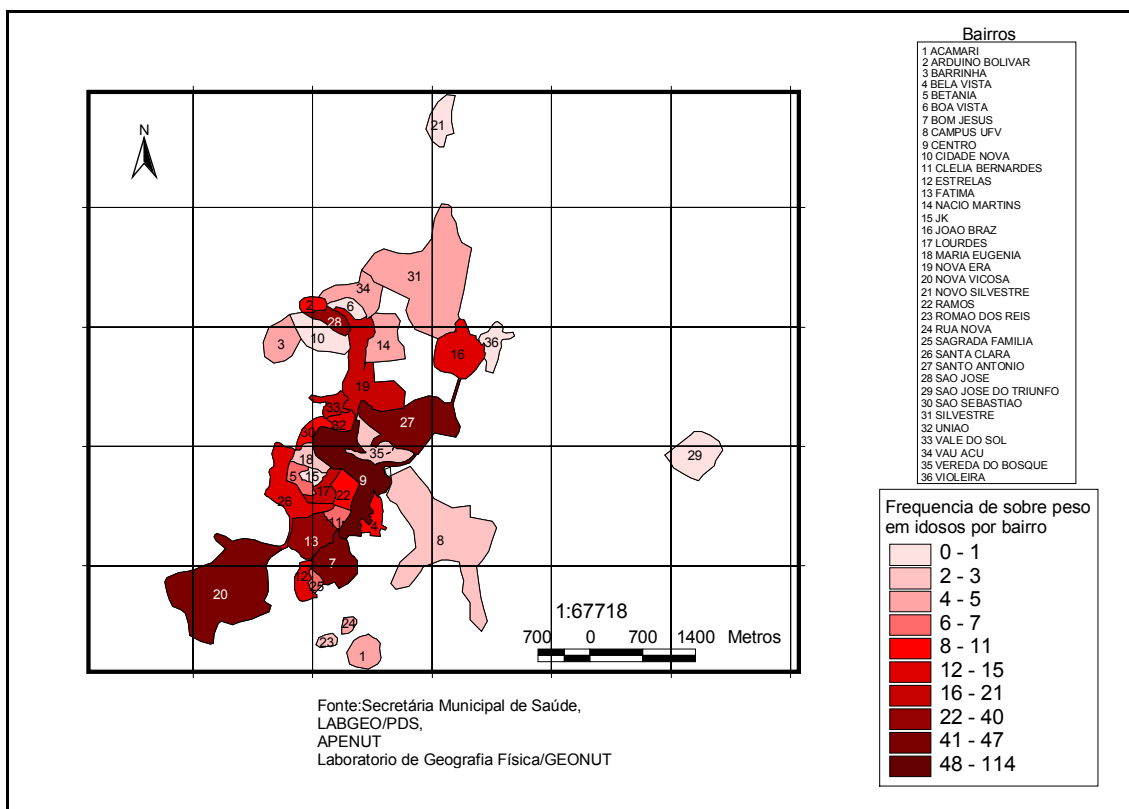 Bairros
1 ACAMARI
2 ARDUINO BOLIVAR
3 BARRINHA
4 BELA VISTA
5 BETANIA
6 BOA VISTA
7 BOM JESUS
8 CAMPUS UFV
9 CENTRO
10 CIDADE NOVA
11 CLELIA BERNARDES
12 ESTRELAS
13 FATIMA
14 NACIO MARTINS
15 JK
16 JOAO BRAZ
17 LOURDES
18 MARIA EUGENIA
19 NOVA ERA
20 NOVA VICOSA
21 NOVO SILVESTRE
22 RAMOS
23 ROMAO DOS REIS
24 RUA NOVA
25 SAGRADA FAMILIA
26 SANTA CLARA
27 SANTO ANTONIO
28 SAO JOSE
29 SAO JOSE DO TRIUNFO
30 SAO SEBASTIAO
31 SILVESTRE
32 UNIAO
33 VALE DO SOL
34 VAU ACU
35 VEREDA DO BOSQUE
36 VIOLEIRA
N
21
31
34
2
6
28
3
10
14
16
36
19
33
27
32
30
35
18
29
5
15
9
17
22
26
11
4
8
13
7
12
25
20
24
23
1
1:67718
700 0 700 1400 Metros
Frequencia de sobre peso
em idosos por bairro
0 - 1
2 - 3
4 - 5
6 - 7
8 - 11
12 - 15
16 - 21
22 - 40
41 - 47
48 - 114
Fonte:Secretária Municipal de Saúde,
LABGEO/PDS,
APENUT
Laboratorio de Geografia Física/GEONUT